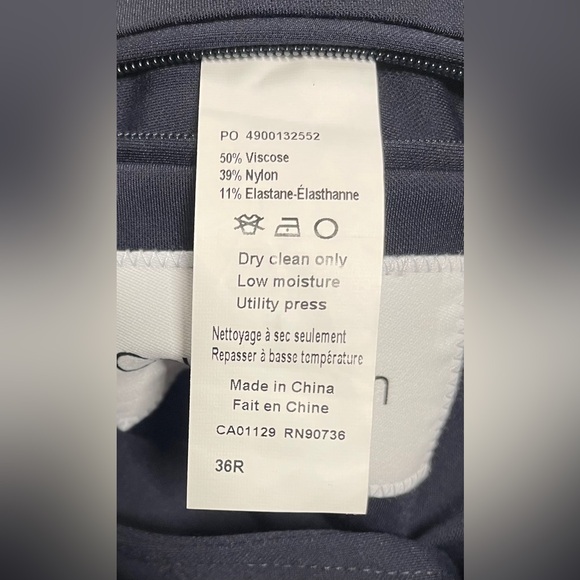 PO 4900132552
50% Viscose
39% Nylon
11% Elastane-Élasthanne
Dry clean only
Low moisture
Utility press
Nettoyage à sec seulement
Repasser à basse température
Made in China
Fait en Chine
CA01129 RN90736
36R